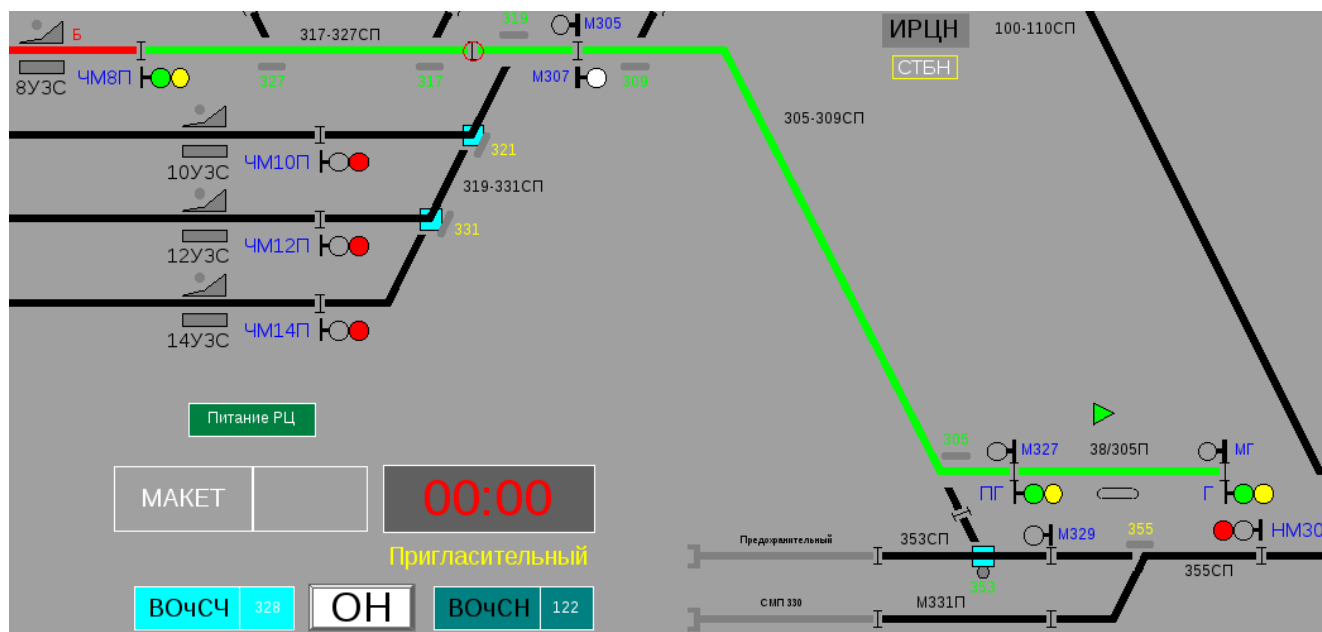 Б
317-327СП
319
М305
ИРЦН
100-110СП
8УЗС
ЧМ8П
327
317
М307
309
СТБН
305-309СП
10УЗС
ЧМ10П
321
319-331СП
12УЗС
ЧМ12П
331
14УЗС
ЧМ14П
Питание РЦ
305
М327
38/305П
МГ
МАКЕТ
00:00
ПГ
Г
Пригласительный
Предохранительный
353СП
М329
355
НМ30
355СП
353
ВОчСЧ 328
ОН
ВОчСН 122
СМП 330
М331П